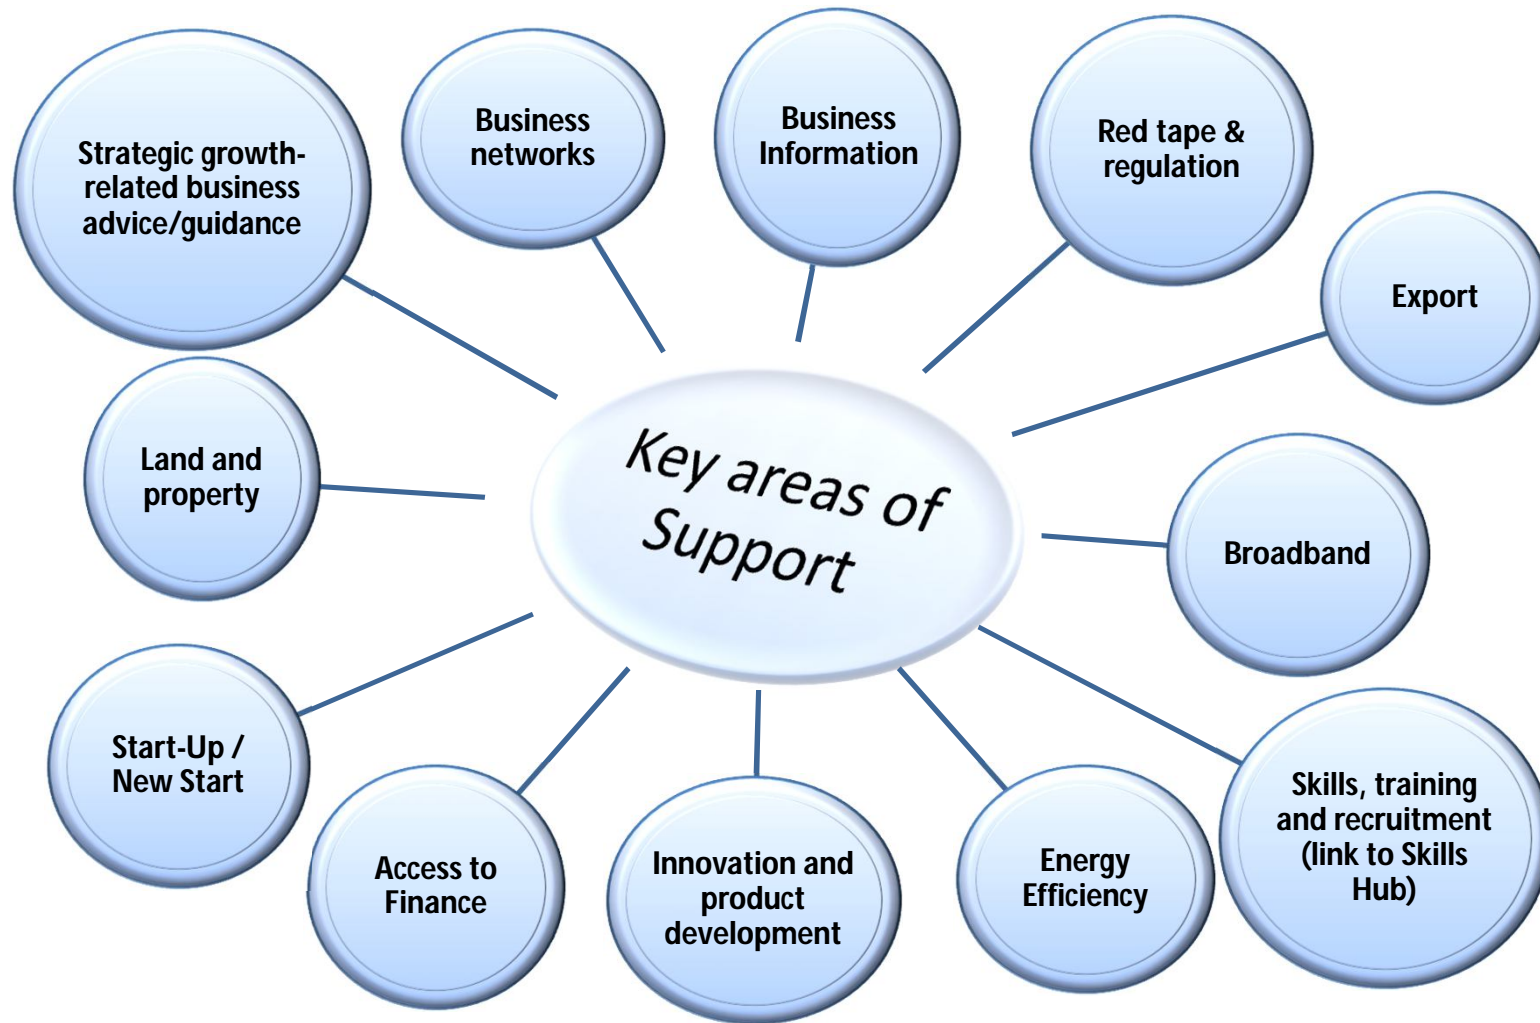 Strategic growth-
related business
advice/guidance
Business
networks
Business
Information
Red tape &
regulation
Export
Land and
property
Key areas of
Support
Broadband
Start-Up /
New Start
Access to
Finance
Innovation and
product
development
Energy
Efficiency
Skills, training
and recruitment
(link to Skills
Hub)